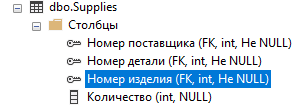 dbo.Supplies
Столбцы
Номер поставщика (FK, int, Не NULL)
Номер детали (FK, int, Не NULL)
Номер изделия (FK, int, Не NULL)
Количество (int, NULL)